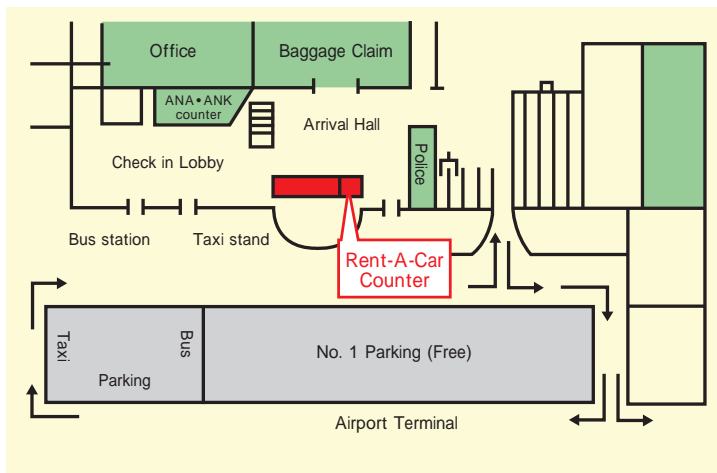 Office
Baggage Claim
ANA•ANK
counter
Arrival Hall
Check in Lobby
Police
Bus station
Taxi stand
Rent-A-Car
Counter
Taxi
Bus
Parking
No. 1 Parking (Free)
Airport Terminal